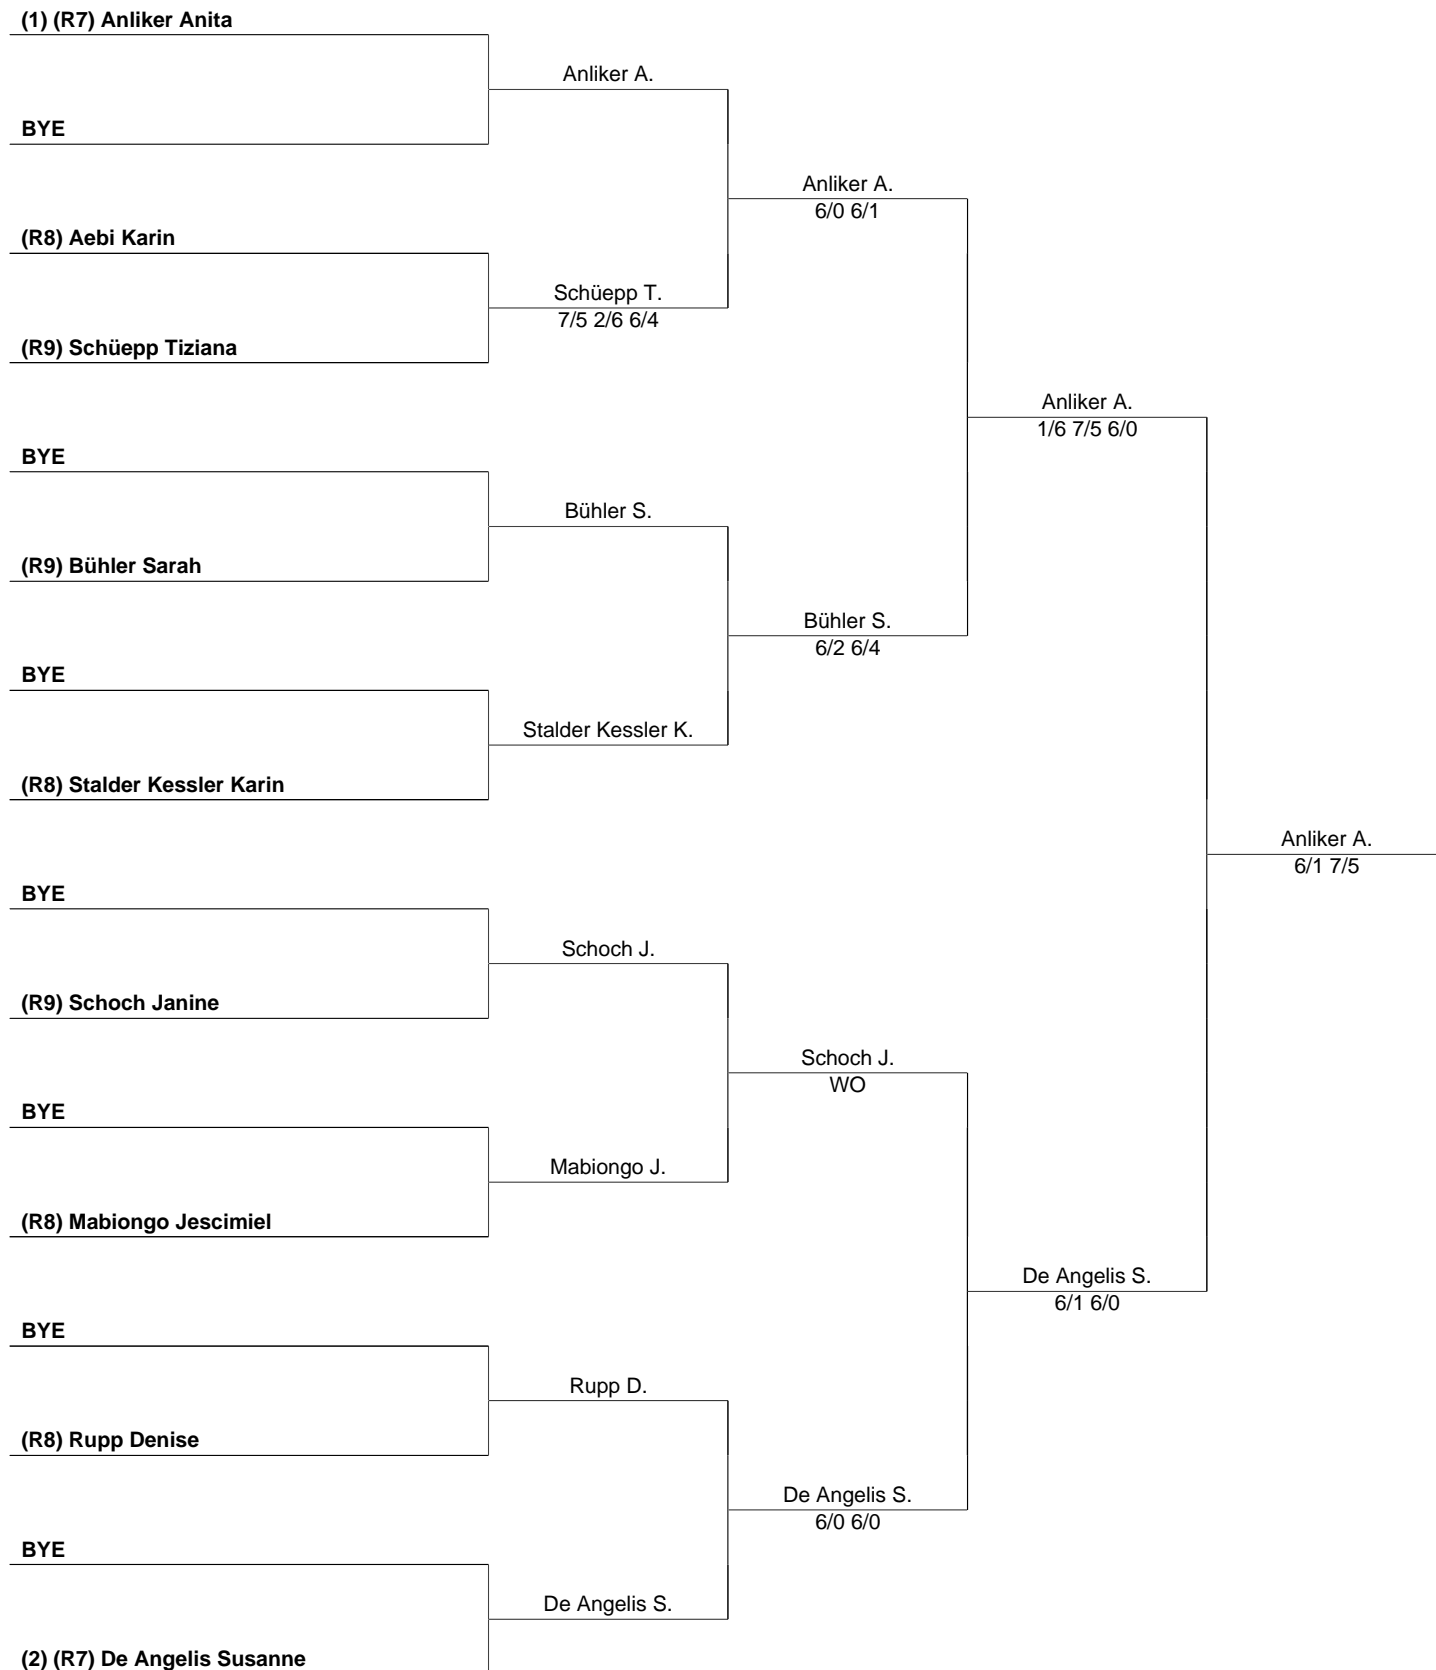 (1) (R7) Anliker Anita
Anliker A.
BYE
Anliker A.
6/0 6/1
(R8) Aebi Karin
Schüepp T.
7/5 2/6 6/4
(R9) Schüepp Tiziana
Anliker A.
1/6 7/5 6/0
BYE
Bühler S.
(R9) Bühler Sarah
Bühler S.
6/2 6/4
BYE
Stalder Kessler K.
(R8) Stalder Kessler Karin
Anliker A.
6/1 7/5
BYE
Schoch J.
(R9) Schoch Janine
Schoch J.
WO
BYE
Mabiongo J.
(R8) Mabiongo Jescimiel
De Angelis S.
6/1 6/0
BYE
Rupp D.
(R8) Rupp Denise
De Angelis S.
6/0 6/0
BYE
De Angelis S.
(2) (R7) De Angelis Susanne